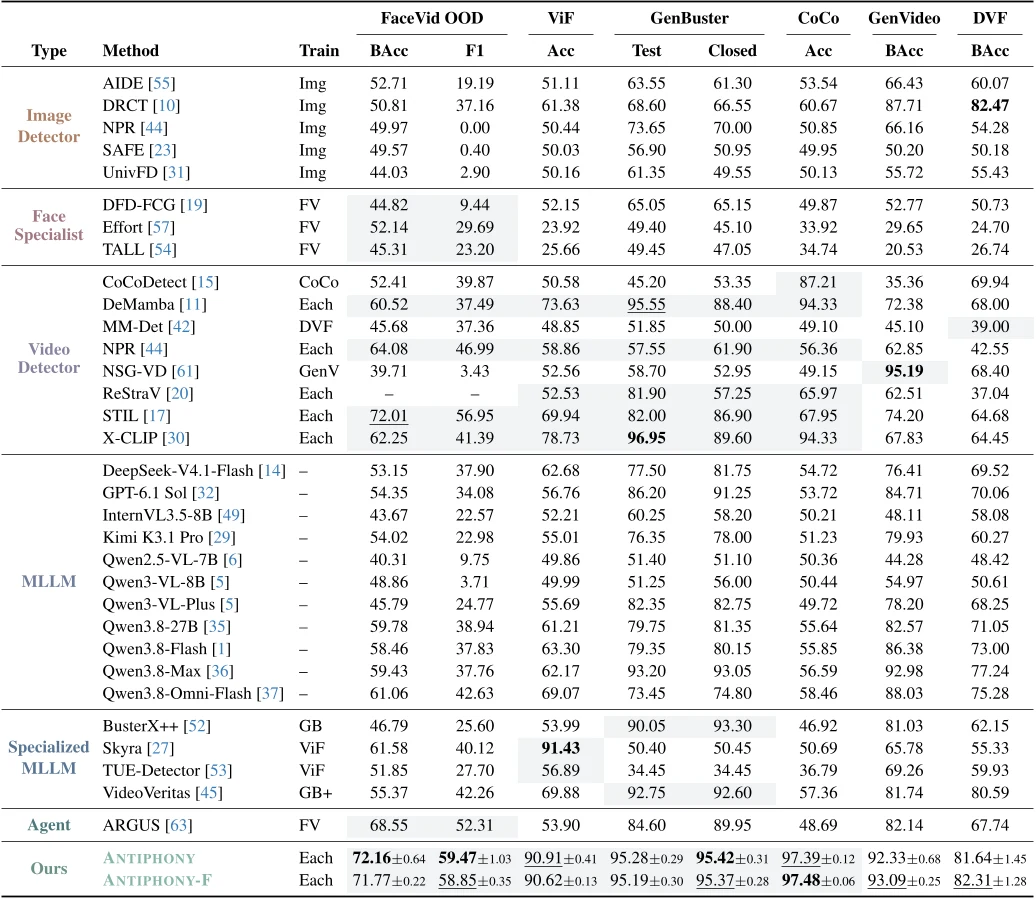 FaceVid OOD ViF GenBuster CoCo GenVideo DVF
Type Method Train BAcc F1 Acc Test Closed Acc BAcc BAcc
Image Detector
AIDE [55] Img 52.71 19.19 51.11 63.55 61.30 53.54 66.43 60.07
DRCT [10] Img 50.81 37.16 61.38 68.60 66.55 60.67 87.71 82.47
NPR [44] Img 49.97 0.00 50.44 73.65 70.00 50.85 66.16 54.28
SAFE [23] Img 49.57 0.40 50.03 56.90 50.95 49.95 50.20 50.18
UnivFD [31] Img 44.03 2.90 50.16 61.35 49.55 50.13 55.72 55.43
Face Specialist
DFD-FCG [19] FV 44.82 9.44 52.15 65.05 65.15 49.87 52.77 50.73
Effort [57] FV 52.14 29.69 23.92 49.40 45.10 33.92 29.65 24.70
TALL [54] FV 45.31 23.20 25.66 49.45 47.05 34.74 20.53 26.74
Video Detector
CoCoDetect [15] CoCo 52.41 39.87 50.58 45.20 53.35 87.21 35.36 69.94
DeMamba [11] Each 60.52 37.49 73.63 95.55 88.40 94.33 72.38 68.00
MM-Det [42] DVF 45.68 37.36 48.85 51.85 50.00 49.10 45.10 39.00
NPR [44] Each 64.08 46.99 58.86 57.55 61.90 56.36 62.85 42.55
NSG-VD [61] GenV 39.71 3.43 52.56 58.70 52.95 49.15 95.19 68.40
ReStraV [20] Each – – 52.53 81.90 57.25 65.97 62.51 37.04
STIL [17] Each 72.01 56.95 69.94 82.00 86.90 67.95 74.20 64.68
X-CLIP [30] Each 62.25 41.39 78.73 96.95 89.60 94.33 67.83 64.45
MLLM
DeepSeek-V4.1-Flash [14] – 53.15 37.90 62.68 77.50 81.75 54.72 76.41 69.52
GPT-6.1 Sol [32] – 54.35 34.08 56.76 86.20 91.25 53.72 84.71 70.06
InternVL3.5-8B [49] – 43.67 22.57 52.21 60.25 58.20 50.21 48.11 58.08
Kimi K3.1 Pro [29] – 54.02 22.98 55.01 76.35 78.00 51.23 79.93 60.27
Qwen2.5-VL-7B [6] – 40.31 9.75 49.86 51.40 51.10 50.36 44.28 48.42
Qwen3-VL-8B [5] – 48.86 3.71 49.99 51.25 56.00 50.44 54.97 50.61
Qwen3-VL-Plus [5] – 45.79 24.77 55.69 82.35 82.75 49.72 78.20 68.25
Qwen3.8-27B [35] – 59.78 38.94 61.21 79.75 81.35 55.64 82.57 71.05
Qwen3.8-Flash [1] – 58.46 37.83 63.30 79.35 80.15 55.85 86.38 73.00
Qwen3.8-Max [36] – 59.43 37.76 62.17 93.20 93.05 56.59 92.98 77.24
Qwen3.8-Omni-Flash [37] – 61.06 42.63 69.07 73.45 74.80 58.46 88.03 75.28
Specialized MLLM
BusterX++ [52] GB 46.79 25.60 53.99 90.05 93.30 46.92 81.03 62.15
Skyra [27] ViF 61.58 40.12 91.43 50.40 50.45 50.69 65.78 55.33
TUE-Detector [53] ViF 51.85 27.70 56.89 34.45 34.45 36.79 69.26 59.93
VideoVeritas [45] GB+ 55.37 42.26 69.88 92.75 92.60 57.36 81.74 80.59
Agent ARGUS [63] FV 68.55 52.31 53.90 84.60 89.95 48.69 82.14 67.74
Ours
ANTIPHONY Each 72.16±0.64 59.47±1.03 90.91±0.41 95.28±0.29 95.42±0.31 97.39±0.12 92.33±0.68 81.64±1.45
ANTIPHONY-F Each 71.77±0.22 58.85±0.35 90.62±0.13 95.19±0.30 95.37±0.28 97.48±0.06 93.09±0.25 82.31±1.28